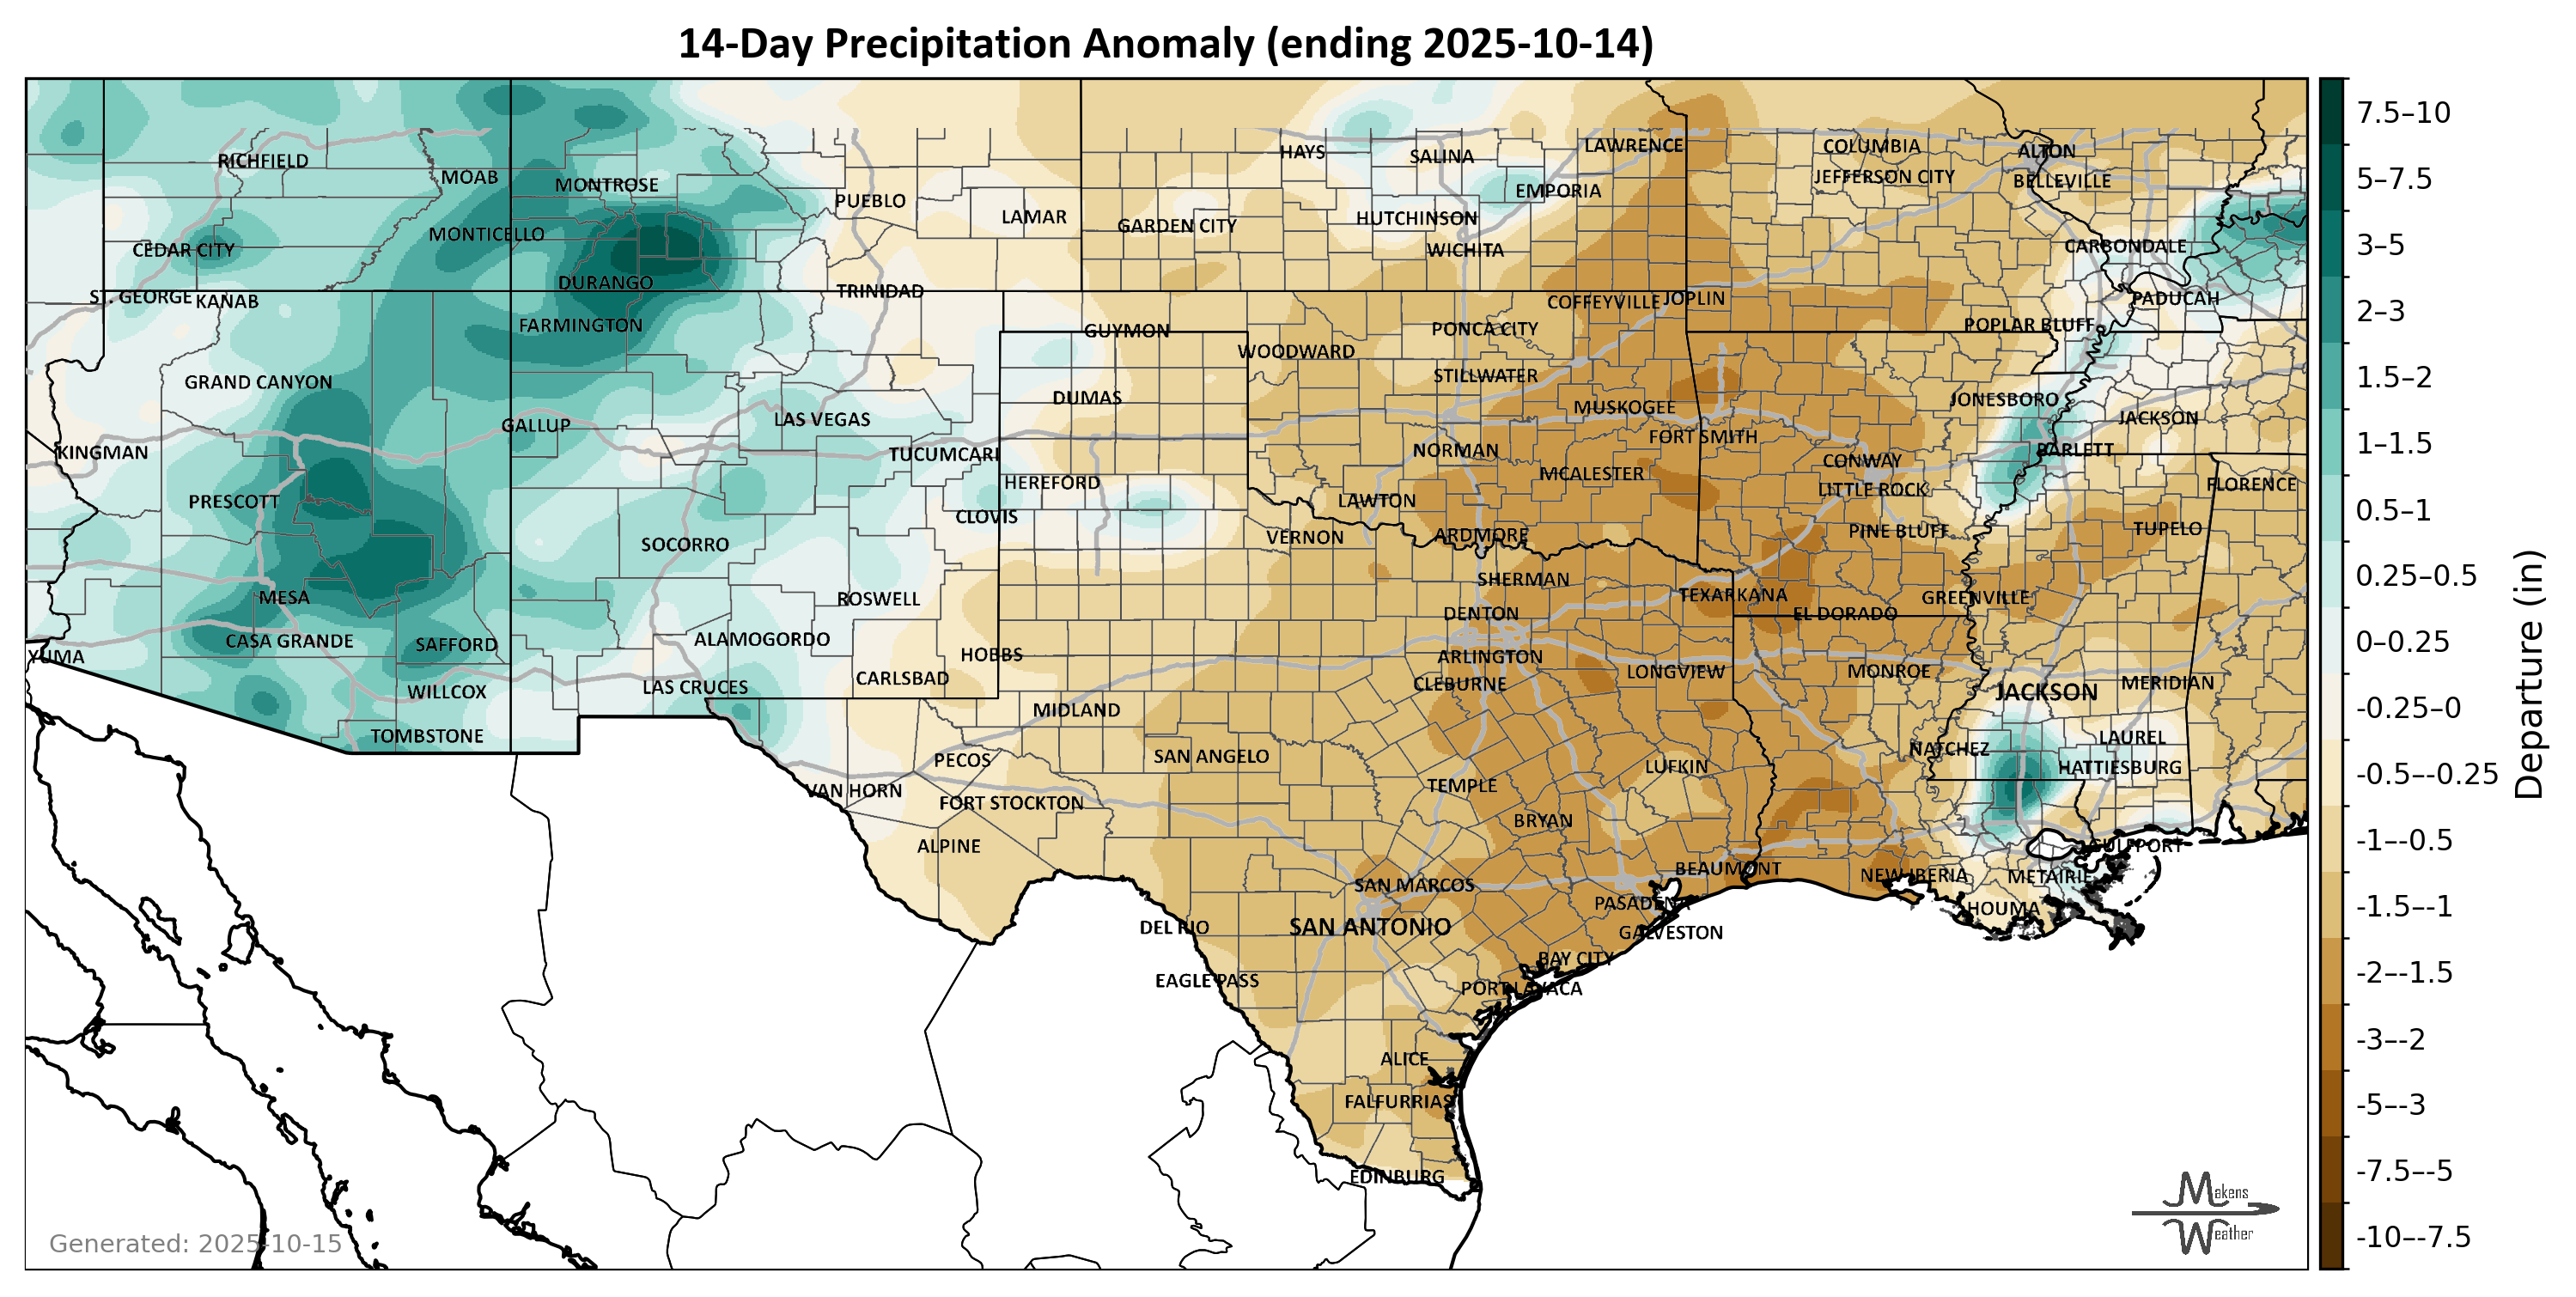 14-Day Precipitation Anomaly (ending 2025-10-14)
RICHFIELD
MOAB
MONTROSE
PUEBLO
LAMAR
HAYS
SALINA
LAWRENCE
COLUMBIA
ALTON
JEFFERSON CITY
BELLEVILLE
EMPORIA
HUTCHINSON
GARDEN CITY
WICHITA
CEDAR CITY
MONTICELLO
CARBONDALE
DURANGO
ST. GEORGE
KANAB
TRINIDAD
COFFEYVILLE
JOPLIN
PADUCAH
FARMINGTON
GUYMON
PONCA CITY
POPLAR BLUFF
WOODWARD
STILLWATER
GRAND CANYON
DUMAS
MUSKOGEE
JONESBORO
JACKSON
GALLUP
LAS VEGAS
FORT SMITH
KINGMAN
TUCUMCARI
NORMAN
BARLETT
CONWAY
MCALESTER
HEREFORD
LITTLE ROCK
FLORENCE
PRESCOTT
LAWTON
CLOVIS
TUPELO
PINE BLUFF
ARDMORE
VERNON
SOCORRO
SHERMAN
MESA
ROSWELL
TEXARKANA
GREENVILLE
DENTON
EL DORADO
CASA GRANDE
SAFFORD
ALAMOGORDO
YUMA
HOBBS
ARLINGTON
LONGVIEW
MONROE
CARLSBAD
CLEBURNE
MERIDIAN
WILLCOX
LAS CRUCES
JACKSON
MIDLAND
TOMBSTONE
LAUREL
NATCHEZ
PECOS
SAN ANGELO
LUFKIN
HATTIESBURG
VAN HORN
TEMPLE
FORT STOCKTON
BRYAN
ALPINE
GULFPORT
BEAUMONT
NEW IBERIA
METAIRIE
SAN MARCOS
PASADENA
HOUMA
DEL RIO
SAN ANTONIO
GALVESTON
BAY CITY
EAGLE PASS
PORT LAVACA
ALICE
FALFURRIAS
EDINBURG
Generated: 2025-10-15
Makens
Weather
7.5–10
5–7.5
3–5
2–3
1.5–2
1–1.5
0.5–1
0.25–0.5
0–0.25
-0.25–0
-0.5–-0.25
-1–-0.5
-1.5–-1
-2–-1.5
-3–-2
-5–-3
-7.5–-5
-10–-7.5
Departure (in)